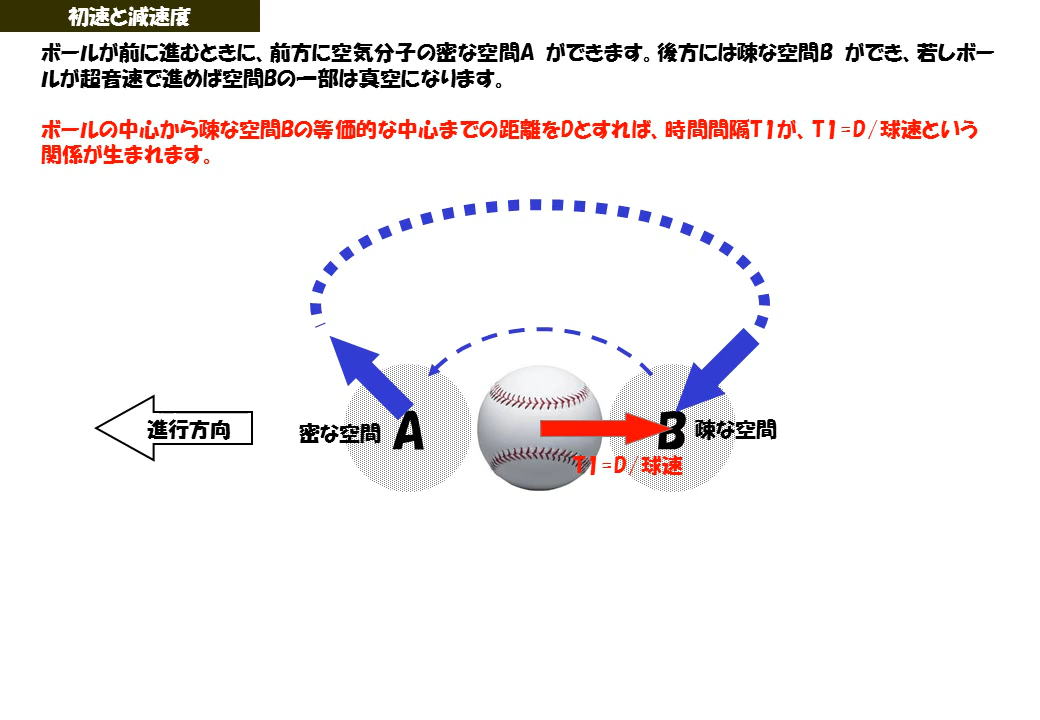 初速と減速度
ボールが前に進むときに、前方に空気分子の密な空間A ができます。後方には疎な空間B ができ、若しボー
ルが超音速で進めば空間Bの一部は真空になります。
ボールの中心から疎な空間Bの等価的な中心までの距離をDとすれば、時間間隔T1が、T1=D/球速という
関係が生まれます。
進行方向
密な空間
A
B
疎な空間
T1=D/球速